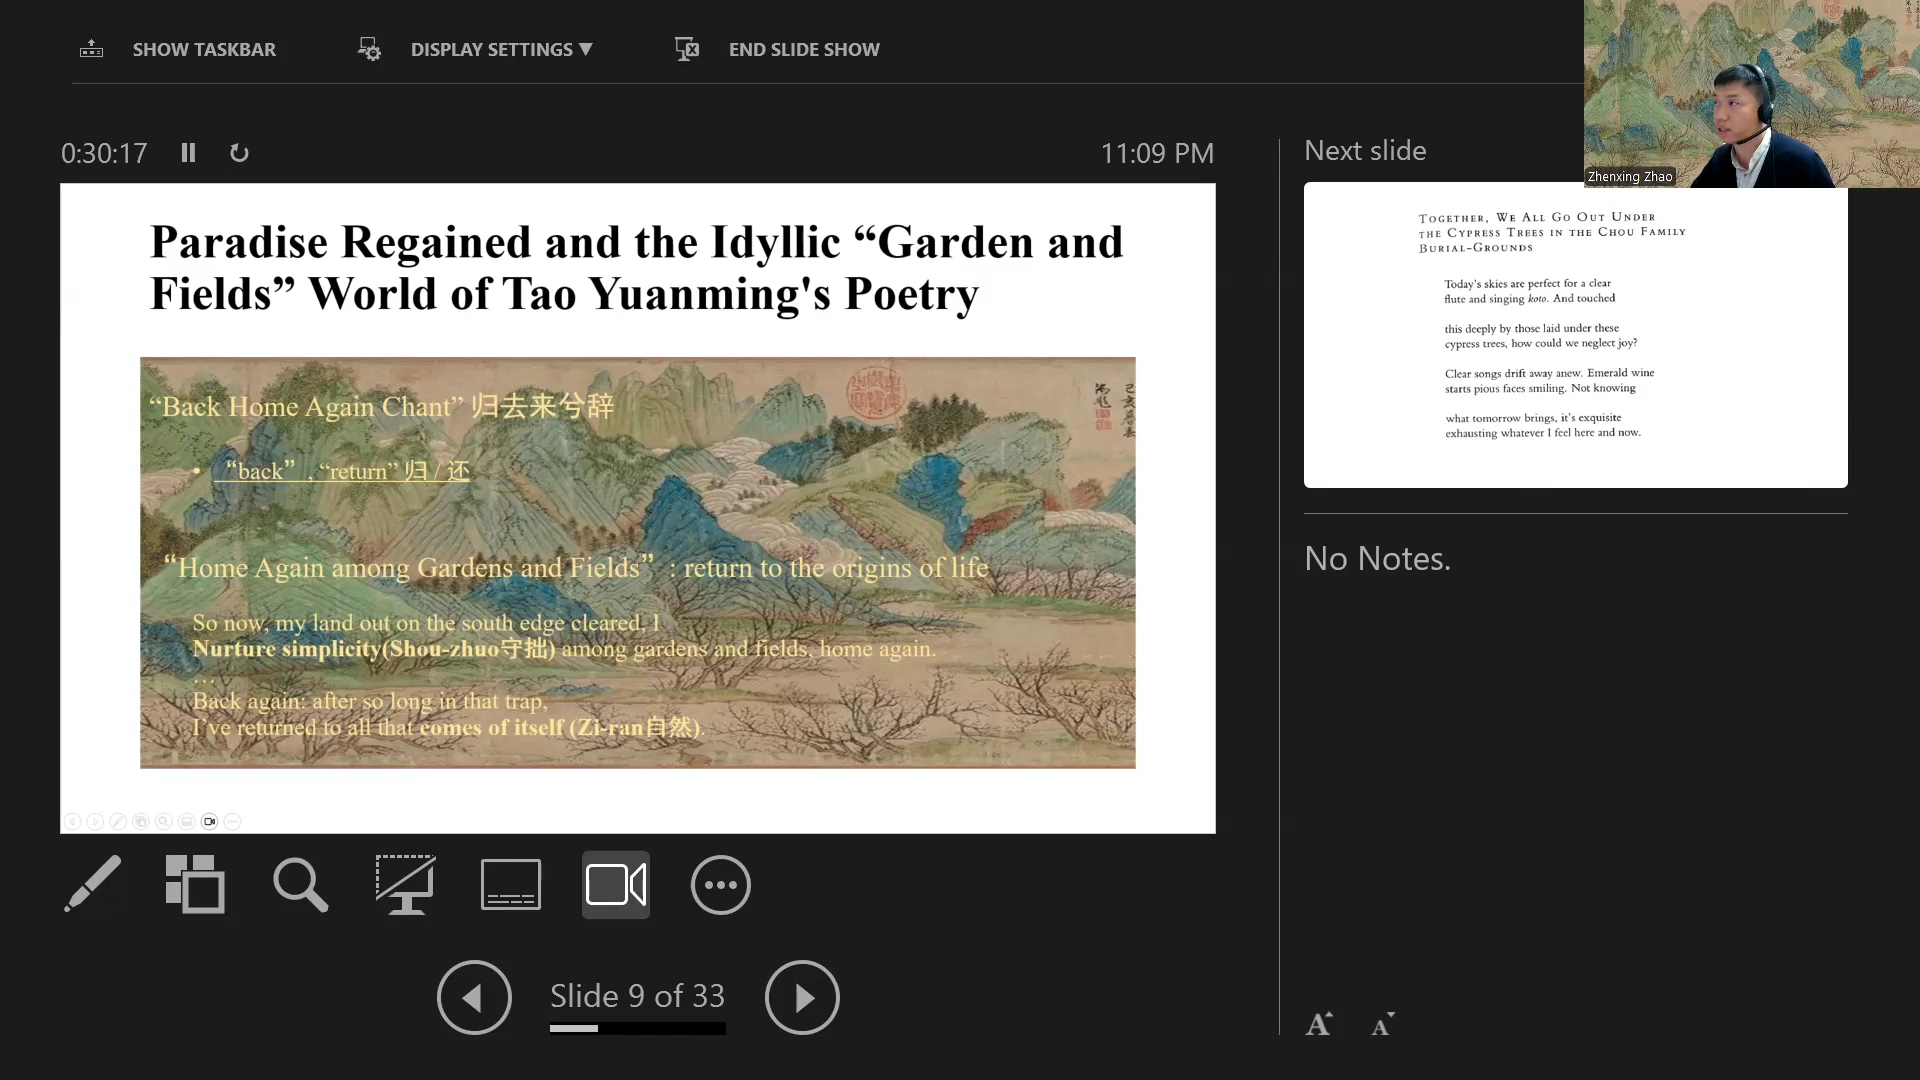 SHOW TASKBAR
DISPLAY SETTINGS ▼
END SLIDE SHOW
0:30:17
11:09 PM
Next slide
Zhenxing Zhao
Paradise Regained and the Idyllic “Garden and
Fields” World of Tao Yuanming's Poetry
“Back Home Again Chant” 归去来兮辞
• “back”, “return” 归 / 还
“Home Again among Gardens and Fields”: return to the origins of life
So now, my land out on the south edge cleared, I
Nurture simplicity(Shou-zhuo守拙) among gardens and fields, home again.
…
Back again: after so long in that trap,
I’ve returned to all that comes of itself (Zi-ran自然).
TOGETHER, WE ALL GO OUT UNDER
THE CYPRESS TREES IN THE CHOU FAMILY
BURIAL-GROUNDS
Today's skies are perfect for a clear
flute and singing koto. And touched
this deeply by those laid under these
cypress trees, how could we neglect joy?
Clear songs drift away anew. Emerald wine
starts pious faces smiling. Not knowing
what tomorrow brings, it's exquisite
exhausting whatever I feel here and now.
No Notes.
Slide 9 of 33
A A